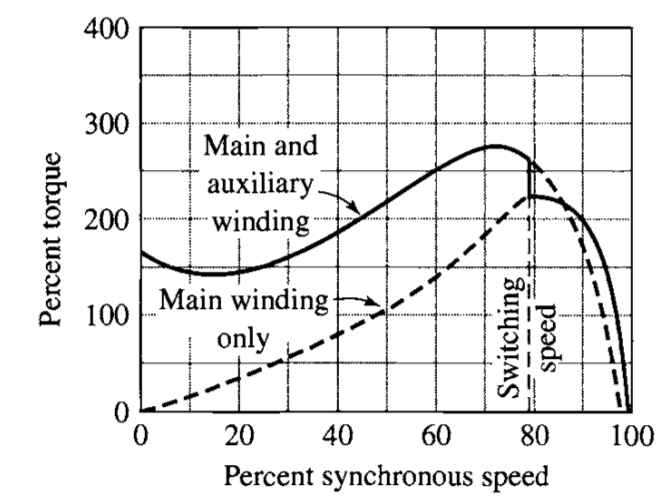 400
300
200
100
0
Percent torque
Main and
auxiliary
winding
Main winding
only
Switching
speed
0 20 40 60 80 100
Percent synchronous speed